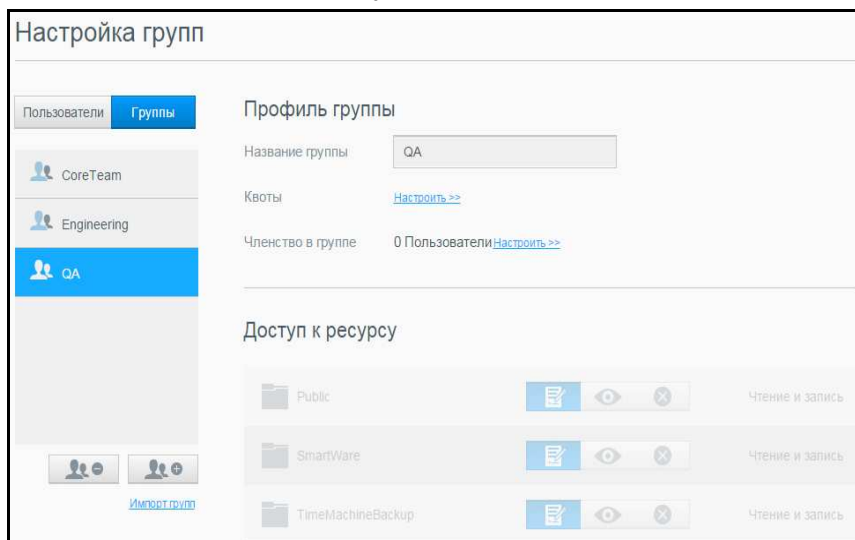 Настройка групп
Пользователи
Группы
CoreTeam
Engineering
QA
Импорт групп
Профиль группы
Название группы
QA
Квоты
Настроить >>
Членство в группе
0 Пользователи Настроить >>
Доступ к ресурсу
Public
Чтение и запись
SmartWare
Чтение и запись
TimeMachineBackup
Чтение и запись